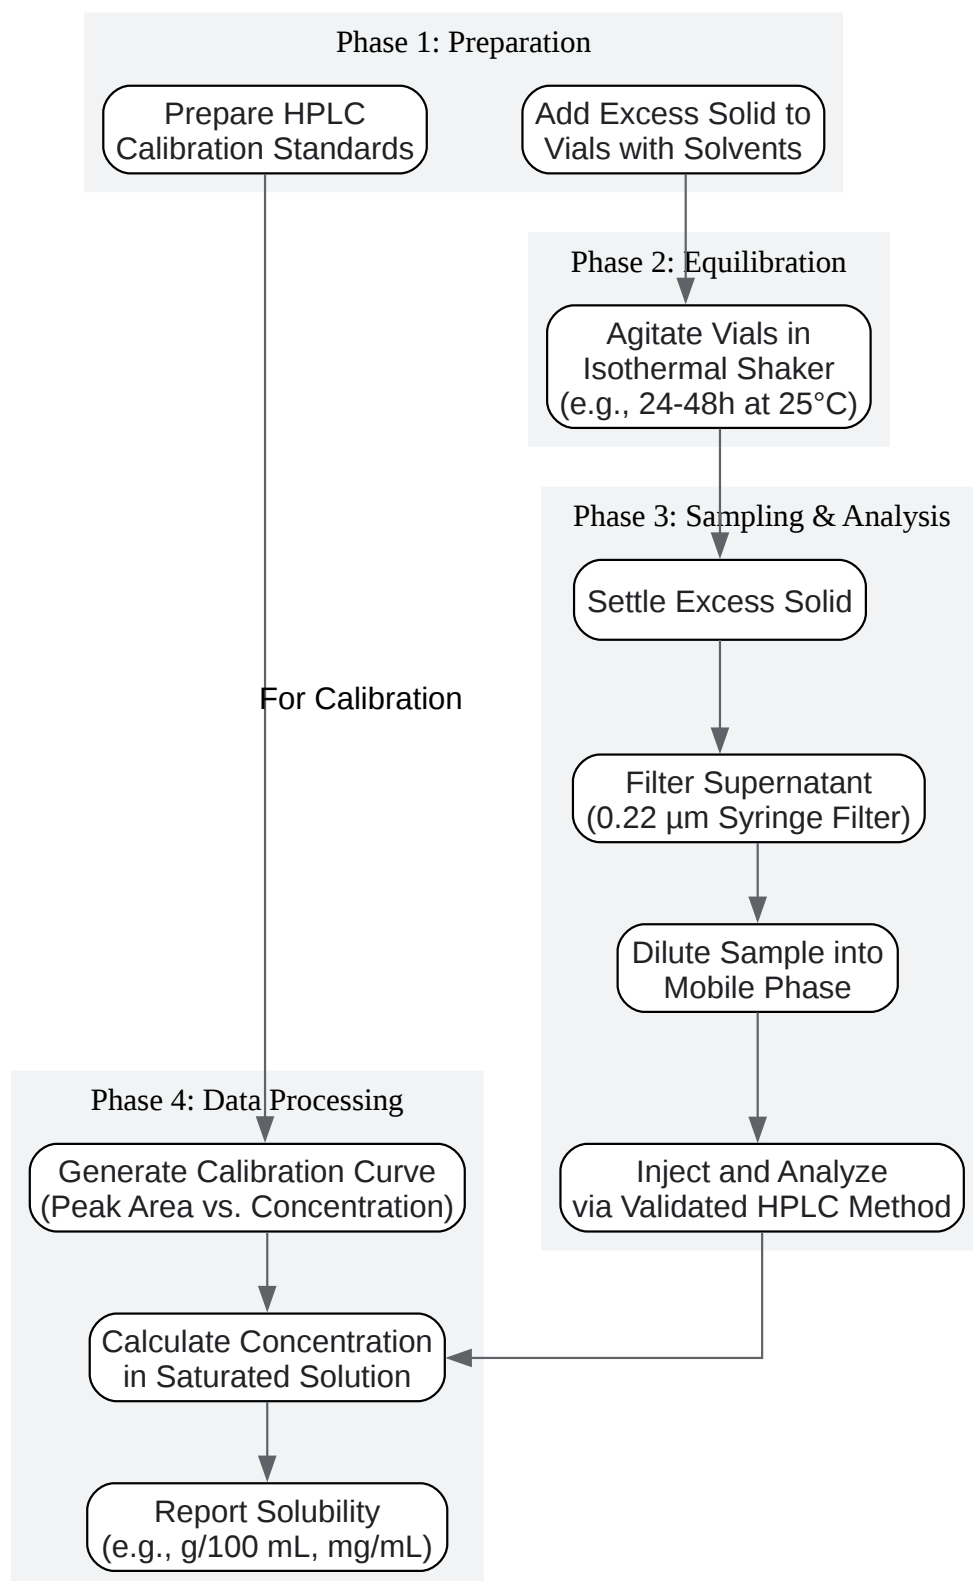 Phase 1: Preparation
Prepare HPLC
Calibration Standards
Add Excess Solid to
Vials with Solvents
Phase 2: Equilibration
Agitate Vials in
Isothermal Shaker
(e.g., 24-48h at 25°C)
Phase 3: Sampling & Analysis
Settle Excess Solid
For Calibration
Filter Supernatant
(0.22 µm Syringe Filter)
Dilute Sample into
Mobile Phase
Phase 4: Data Processing
Generate Calibration Curve
(Peak Area vs. Concentration)
Inject and Analyze
via Validated HPLC Method
Calculate Concentration
in Saturated Solution
Report Solubility
(e.g., g/100 mL, mg/mL)